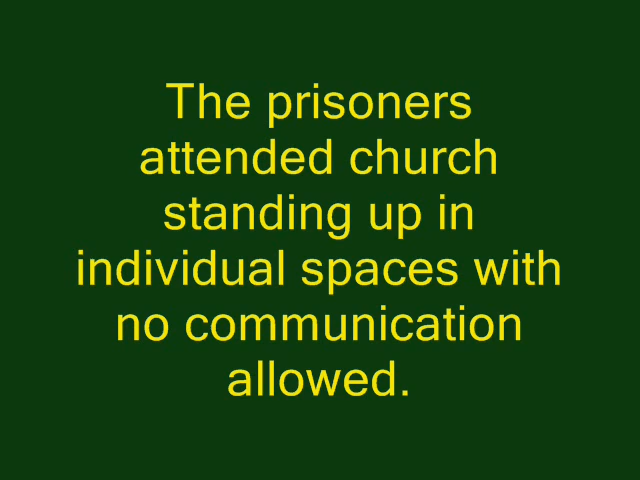 The prisoners
attended church
standing up in
individual spaces with
no communication
allowed.